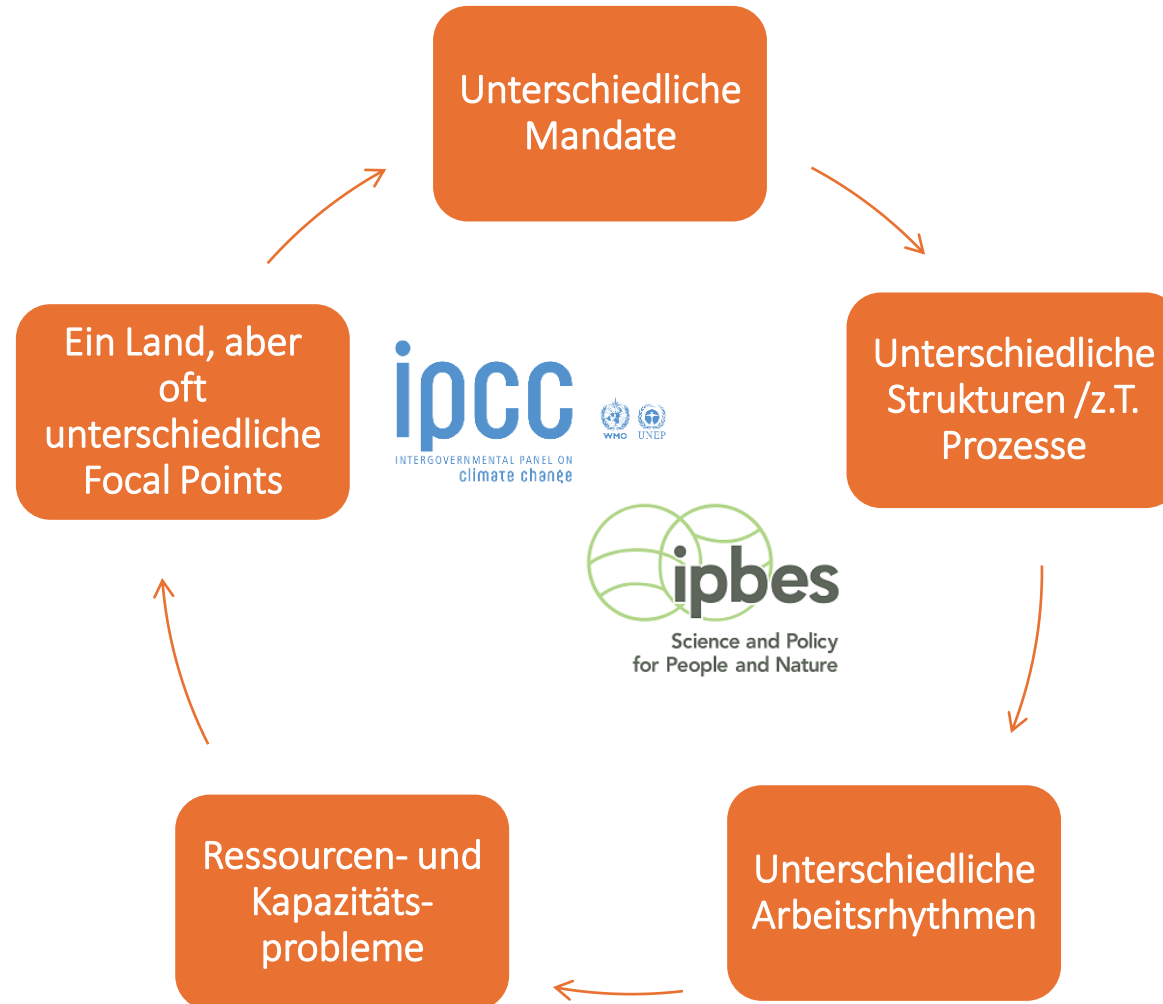 Unterschiedliche
Mandate
Unterschiedliche
Strukturen /z.T.
Prozesse
Unterschiedliche
Arbeitsrhythmen
Ressourcen- und
Kapazitäts-
probleme
Ein Land, aber
oft
unterschiedliche
Focal Points
ipcc
INTERGOVERNMENTAL PANEL ON
climate change
WMO UNEP
ipbes
Science and Policy
for People and Nature